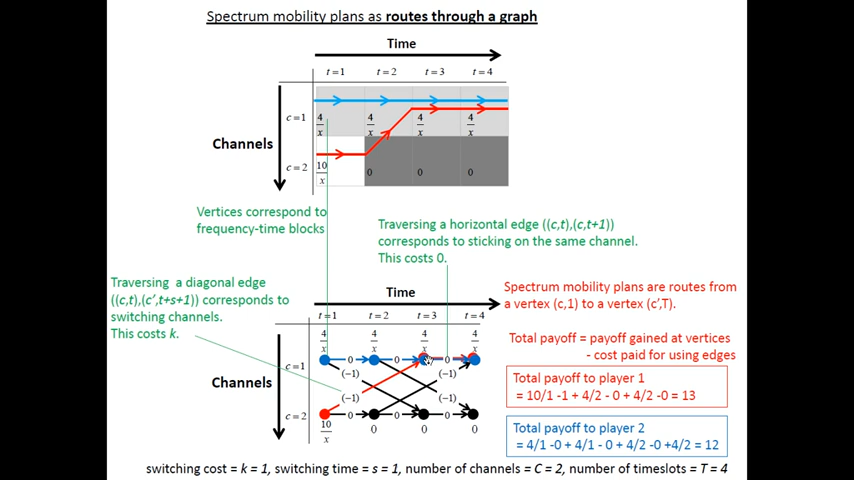 Spectrum mobility plans as routes through a graph
Time
t=1 t=2 t=3 t=4
Channels
c=1 4/x 4/x 4/x 4/x
c=2 10/x 0 0 0
Vertices correspond to
frequency-time blocks
Traversing a horizontal edge ((c,t),(c,t+1))
corresponds to sticking on the same channel.
This costs 0.
Traversing a diagonal edge
((c,t),(c',t+s+1)) corresponds to
switching channels.
This costs k.
Time
t=1 t=2 t=3 t=4
4/x 4/x 4/x 4/x
c=1 0 0 0
(−1) (−1)
Channels
(−1) (−1)
c=2 0 0 0
10/x 0 0 0
Spectrum mobility plans are routes from
a vertex (c,1) to a vertex (c',T).
Total payoff = payoff gained at vertices
- cost paid for using edges
Total payoff to player 1
= 10/1 -1 + 4/2 - 0 + 4/2 -0 = 13
Total payoff to player 2
= 4/1 -0 + 4/1 - 0 + 4/2 -0 +4/2 = 12
switching cost = k = 1, switching time = s = 1, number of channels = C = 2, number of timeslots = T = 4